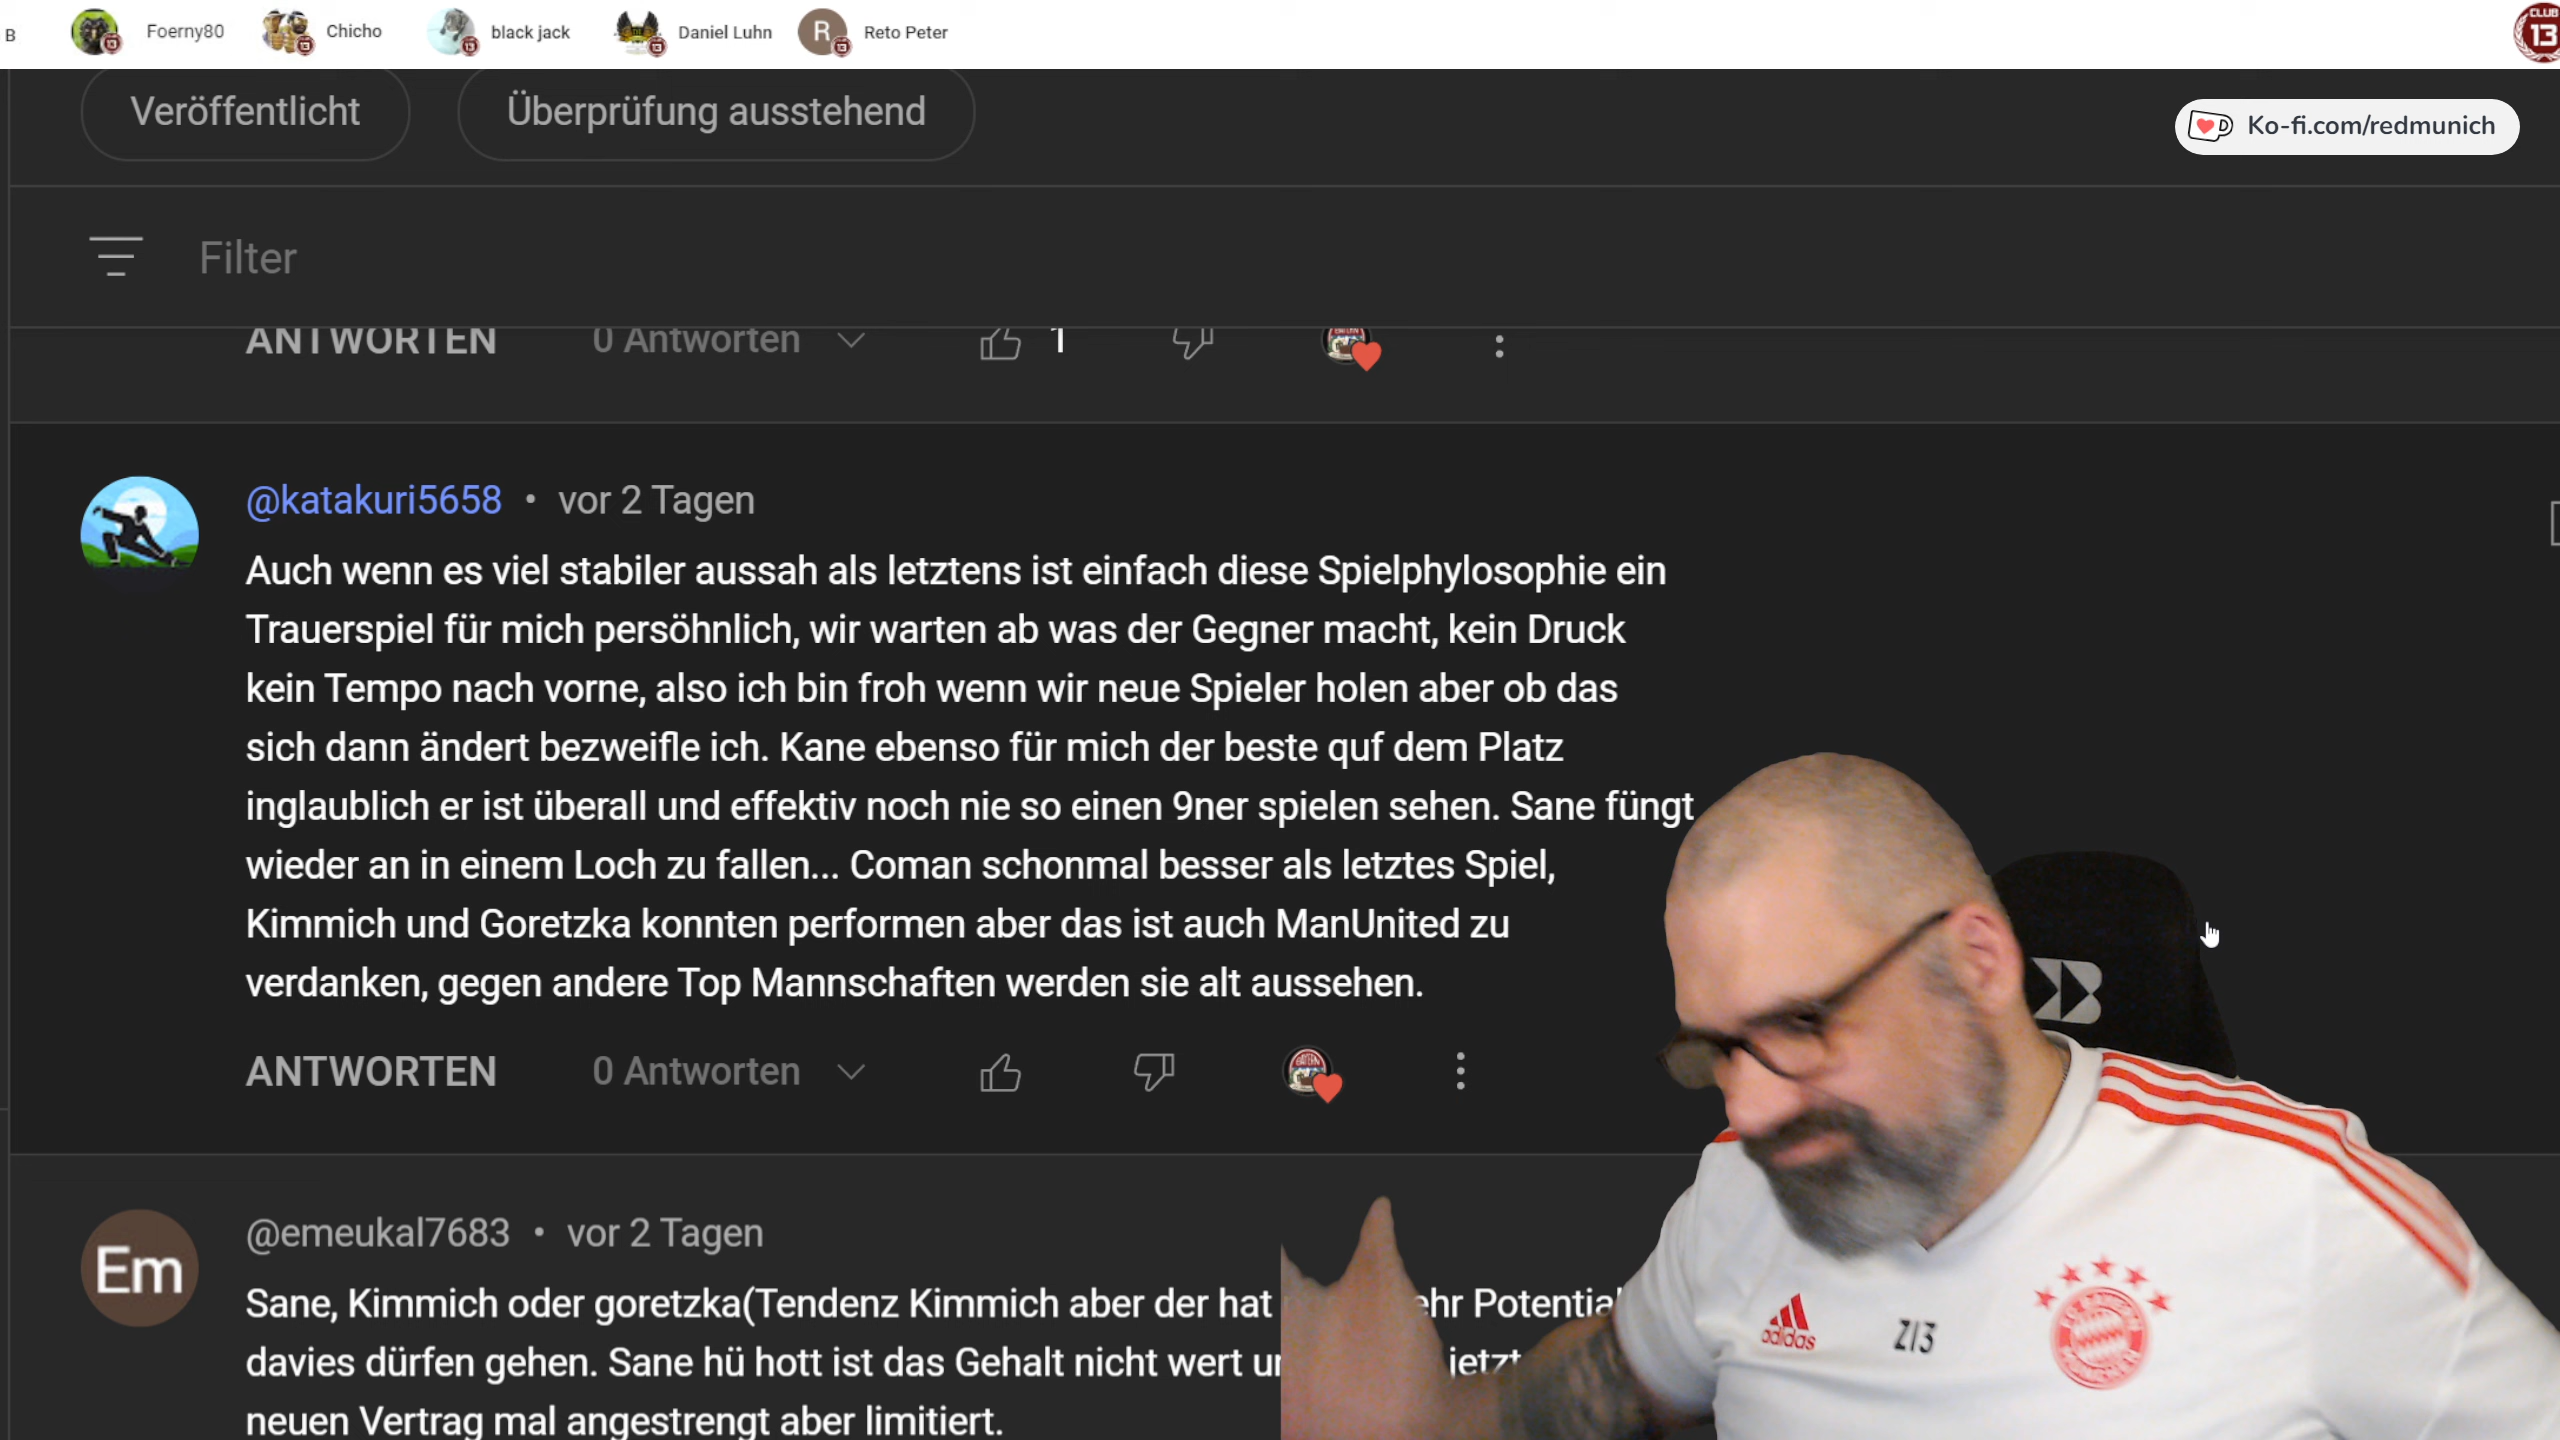 B
Foerny80
Chicho
black jack
Daniel Luhn
R
Reto Peter
CLUB
13
Veröffentlicht
Überprüfung ausstehend
Ko-fi.com/redmunich
Filter
ANTWORTEN 0 Antworten 1
@katakuri5658 • vor 2 Tagen
Auch wenn es viel stabiler aussah als letztens ist einfach diese Spielphylosophie ein
Trauerspiel für mich persöhnlich, wir warten ab was der Gegner macht, kein Druck
kein Tempo nach vorne, also ich bin froh wenn wir neue Spieler holen aber ob das
sich dann ändert bezweifle ich. Kane ebenso für mich der beste quf dem Platz
inglaublich er ist überall und effektiv noch nie so einen 9ner spielen sehen. Sane füngt
wieder an in einem Loch zu fallen... Coman schonmal besser als letztes Spiel,
Kimmich und Goretzka konnten performen aber das ist auch ManUnited zu
verdanken, gegen andere Top Mannschaften werden sie alt aussehen.
ANTWORTEN 0 Antworten
Em
@emeukal7683 • vor 2 Tagen
Sane, Kimmich oder goretzka(Tendenz Kimmich aber der hat Potential
davies dürfen gehen. Sane hü hott ist das Gehalt nicht wert jetzt
neuen Vertrag mal angestrengt aber limitiert.
adidas
Z13